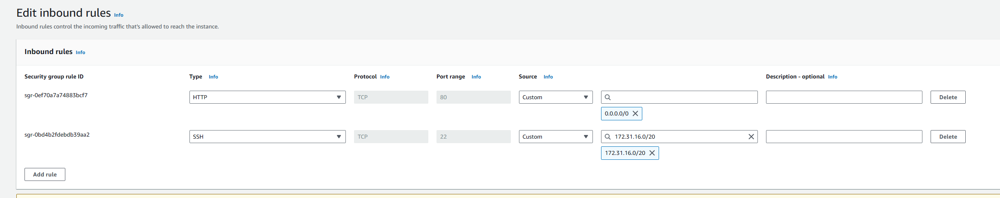 Edit inbound rules Info
Inbound rules control the incoming traffic that's allowed to reach the instance.
Inbound rules Info
Security group rule ID Type Info Protocol Info Port range Info Source Info Description - optional Info
sgr-0ef70a7a74883bcf7 HTTP TCP 80 Custom Delete
0.0.0.0/0
sgr-0bd4b2fdebdb39aa2 SSH TCP 22 Custom 172.31.16.0/20 Delete
172.31.16.0/20
Add rule